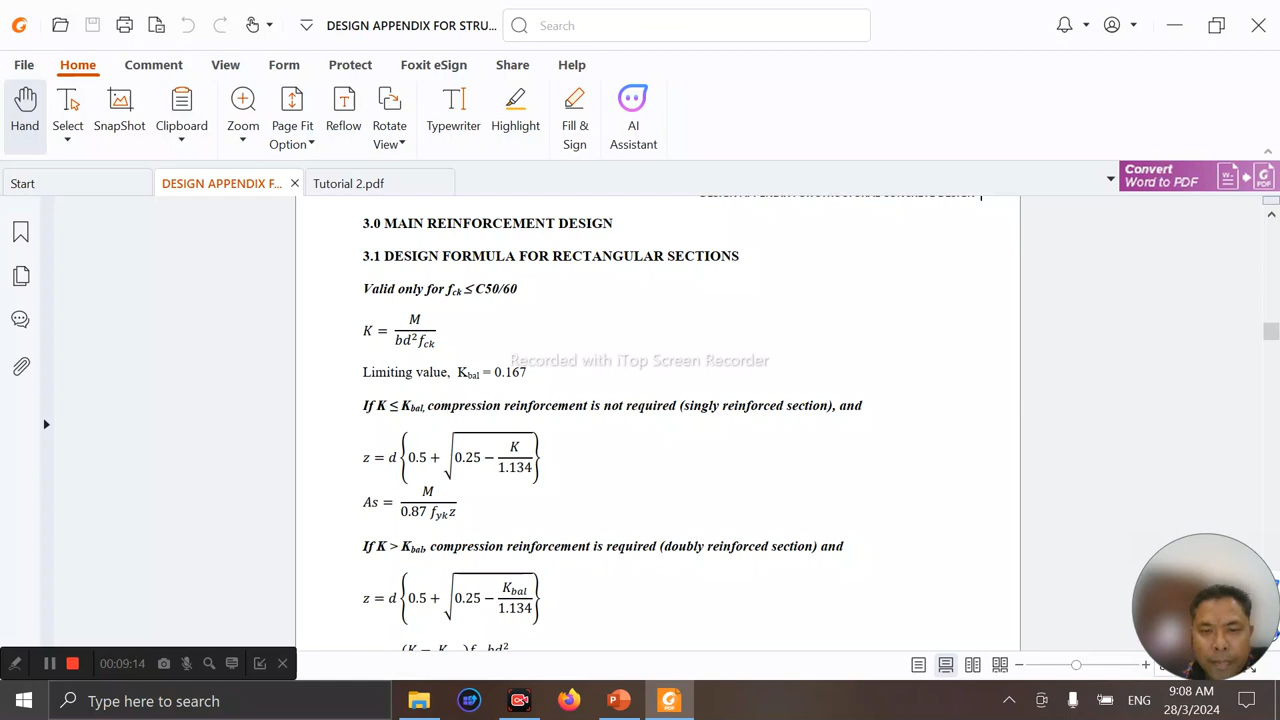 DESIGN APPENDIX FOR STRU...
Search
File
Home
Comment
View
Form
Protect
Foxit eSign
Share
Help
Hand
Select
SnapShot
Clipboard
Zoom
Page Fit
Option
Reflow
Rotate
View
Typewriter
Highlight
Fill &
Sign
AI
Assistant
Start
DESIGN APPENDIX F...
Tutorial 2.pdf
Convert
Word to PDF
DESIGN APPENDIX FOR STRUCTURAL CONCRETE DESIGN
3.0 MAIN REINFORCEMENT DESIGN
3.1 DESIGN FORMULA FOR RECTANGULAR SECTIONS
Valid only for fck ≤ C50/60
K = M / bd²fck
Recorded with iTop Screen Recorder
Limiting value, Kbal = 0.167
If K ≤ Kbal, compression reinforcement is not required (singly reinforced section), and
z = d {0.5 + √(0.25 − K / 1.134)}
As = M / 0.87 fyk z
If K > Kbal, compression reinforcement is required (doubly reinforced section) and
z = d {0.5 + √(0.25 − Kbal / 1.134)}
00:09:14
Type here to search
ENG
9:08 AM
28/3/2024